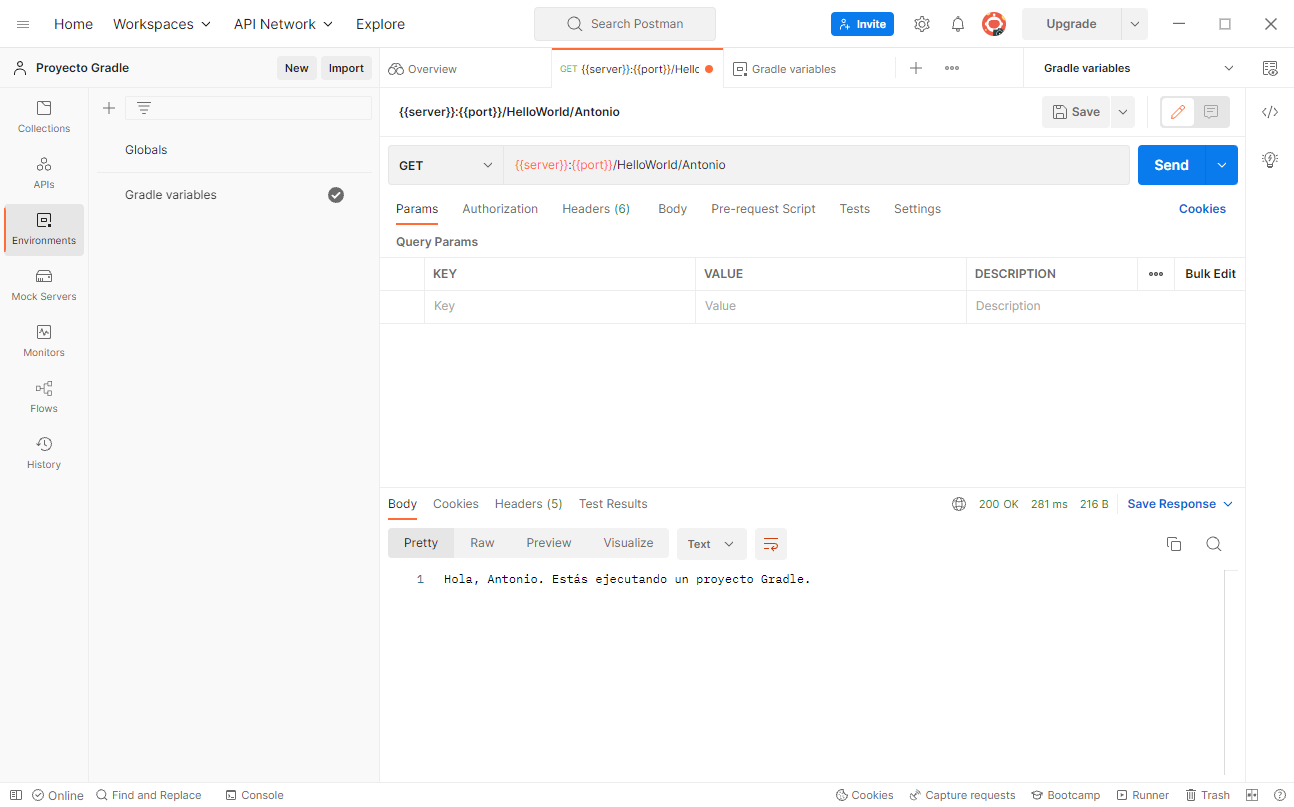 Home Workspaces API Network Explore Search Postman Invite Upgrade
Proyecto Gradle New Import Overview GET {{server}}:{{port}}/Hello Gradle variables Gradle variables
{{server}}:{{port}}/HelloWorld/Antonio Save
Collections
Globals
GET {{server}}:{{port}}/HelloWorld/Antonio Send
APIs
Gradle variables
Params Authorization Headers (6) Body Pre-request Script Tests Settings Cookies
Environments
Query Params
KEY VALUE DESCRIPTION Bulk Edit
Mock Servers
Key Value Description
Monitors
Flows
History
Body Cookies Headers (5) Test Results 200 OK 281 ms 216 B Save Response
Pretty Raw Preview Visualize Text
1 Hola, Antonio. Estás ejecutando un proyecto Gradle.
Online Find and Replace Console Cookies Capture requests Bootcamp Runner Trash